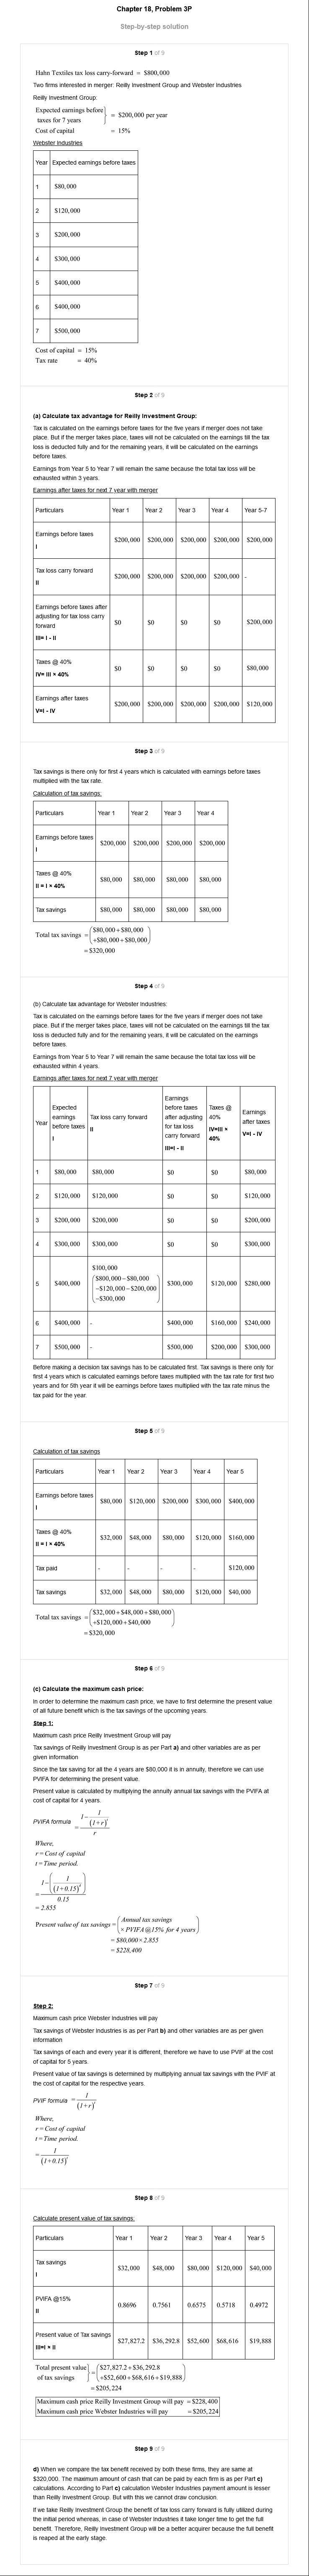 Chapter 18, Problem 3P
Step-by-step solution
Step 1 of 9
Hahn Textiles tax loss carry-forward = $800,000
Two firms interested in merger: Reilly Investment Group and Webster Industries
Reilly Investment Group:
Expected earnings before
taxes for 7 years } = $200,000 per year
Cost of capital = 15%
Webster Industries
Year Expected earnings before taxes
1 $80,000
2 $120,000
3 $200,000
4 $300,000
5 $400,000
6 $400,000
7 $500,000
Cost of capital = 15%
Tax rate = 40%
Step 2 of 9
(a) Calculate tax advantage for Reilly Investment Group:
Tax is calculated on the earnings before taxes for the five years if merger does not take
place. But if the merger takes place, taxes will not be calculated on the earnings till the tax
loss is deducted fully and for the remaining years, it will be calculated on the earnings
before taxes.
Earnings from Year 5 to Year 7 will remain the same because the total tax loss will be
exhausted within 3 years.
Earnings after taxes for next 7 year with merger
Particulars Year 1 Year 2 Year 3 Year 4 Year 5-7
Earnings before taxes
I
$200,000 $200,000 $200,000 $200,000 $200,000
Tax loss carry forward
II
$200,000 $200,000 $200,000 $200,000 -
Earnings before taxes after
adjusting for tax loss carry
forward
III= I - II
$0 $0 $0 $0 $200,000
Taxes @ 40%
IV= III × 40%
$0 $0 $0 $0 $80,000
Earnings after taxes
V=I - IV
$200,000 $200,000 $200,000 $200,000 $120,000
Step 3 of 9
Tax savings is there only for first 4 years which is calculated with earnings before taxes
multiplied with the tax rate.
Calculation of tax savings:
Particulars Year 1 Year 2 Year 3 Year 4
Earnings before taxes
I
$200,000 $200,000 $200,000 $200,000
Taxes @ 40%
II = I × 40%
$80,000 $80,000 $80,000 $80,000
Tax savings $80,000 $80,000 $80,000 $80,000
Total tax savings = ($80,000 + $80,000
+$80,000 + $80,000)
= $320,000
Step 4 of 9
(b) Calculate tax advantage for Webster Industries:
Tax is calculated on the earnings before taxes for the five years if merger does not take
place. But if the merger takes place, taxes will not be calculated on the earnings till the tax
loss is deducted fully and for the remaining years, it will be calculated on the earnings
before taxes.
Earnings from Year 5 to Year 7 will remain the same because the total tax loss will be
exhausted within 4 years.
Earnings after taxes for next 7 year with merger
Year
Expected
earnings
before taxes
I
Tax loss carry forward
II
Earnings
before taxes
after adjusting
for tax loss
carry forward
III=I - II
Taxes @
40%
IV=III ×
40%
Earnings
after taxes
V=I - IV
1 $80,000 $80,000 $0 $0 $80,000
2 $120,000 $120,000 $0 $0 $120,000
3 $200,000 $200,000 $0 $0 $200,000
4 $300,000 $300,000 $0 $0 $300,000
5 $400,000
$100,000
($800,000 − $80,000
−$120,000 − $200,000
−$300,000)
$300,000 $120,000 $280,000
6 $400,000 - $400,000 $160,000 $240,000
7 $500,000 - $500,000 $200,000 $300,000
Before making a decision tax savings has to be calculated first. Tax savings is there only for
first 4 years which is calculated earnings before taxes multiplied with the tax rate for first two
years and for 5th year it will be earnings before taxes multiplied with the tax rate minus the
tax paid for the year.
Step 5 of 9
Calculation of tax savings
Particulars Year 1 Year 2 Year 3 Year 4 Year 5
Earnings before taxes
I
$80,000 $120,000 $200,000 $300,000 $400,000
Taxes @ 40%
II = I × 40%
$32,000 $48,000 $80,000 $120,000 $160,000
Tax paid - - - - $120,000
Tax savings $32,000 $48,000 $80,000 $120,000 $40,000
Total tax savings = ($32,000 + $48,000 + $80,000
+$120,000 + $40,000)
= $320,000
Step 6 of 9
(c) Calculate the maximum cash price:
In order to determine the maximum cash price, we have to first determine the present value
of all future benefit which is the tax savings of the upcoming years.
Step 1:
Maximum cash price Reilly Investment Group will pay
Tax savings of Reilly Investment Group is as per Part a) and other variables are as per
given information
Since the tax saving for all the 4 years are $80,000 it is in annuity, therefore we can use
PVIFA for determining the present value.
Present value is calculated by multiplying the annuity annual tax savings with the PVIFA at
cost of capital for 4 years.
PVIFA formula = (1 − 1/(1+r)^t) / r
Where,
r = Cost of capital
t = Time period.
= (1 − (1/(1+0.15)^4)) / 0.15
= 2.855
Present value of tax savings = (Annual tax savings
× PVIFA @15% for 4 years)
= $80,000 × 2.855
= $228,400
Step 7 of 9
Step 2:
Maximum cash price Webster Industries will pay
Tax savings of Webster Industries is as per Part b) and other variables are as per given
information
Tax savings of each and every year it is different, therefore we have to use PVIF at the cost
of capital for 5 years.
Present value of tax savings is determined by multiplying annual tax savings with the PVIF at
the cost of capital for the respective years.
PVIF formula = 1/(1+r)^t
Where,
r = Cost of capital
t = Time period.
= 1/(1+0.15)^t
Step 8 of 9
Calculate present value of tax savings:
Particulars Year 1 Year 2 Year 3 Year 4 Year 5
Tax savings
I
$32,000 $48,000 $80,000 $120,000 $40,000
PVIFA @15%
II
0.8696 0.7561 0.6575 0.5718 0.4972
Present value of Tax savings
III=I × II
$27,827.2 $36,292.8 $52,600 $68,616 $19,888
Total present value
of tax savings } = ($27,827.2 + $36,292.8
+$52,600 + $68,616 + $19,888)
= $205,224
Maximum cash price Reilly Investment Group will pay = $228,400
Maximum cash price Webster Industries will pay = $205,224
Step 9 of 9
d) When we compare the tax benefit received by both these firms, they are same at
$320,000. The maximum amount of cash that can be paid by each firm is as per Part c)
calculations. According to Part c) calculation Webster Industries payment amount is lesser
than Reilly Investment Group. But with this we cannot draw conclusion.
If we take Reilly Investment Group the benefit of tax loss carry forward is fully utilized during
the initial period whereas, in case of Webster Industries it take longer time to get the full
benefit. Therefore, Reilly Investment Group will be a better acquirer because the full benefit
is reaped at the early stage.